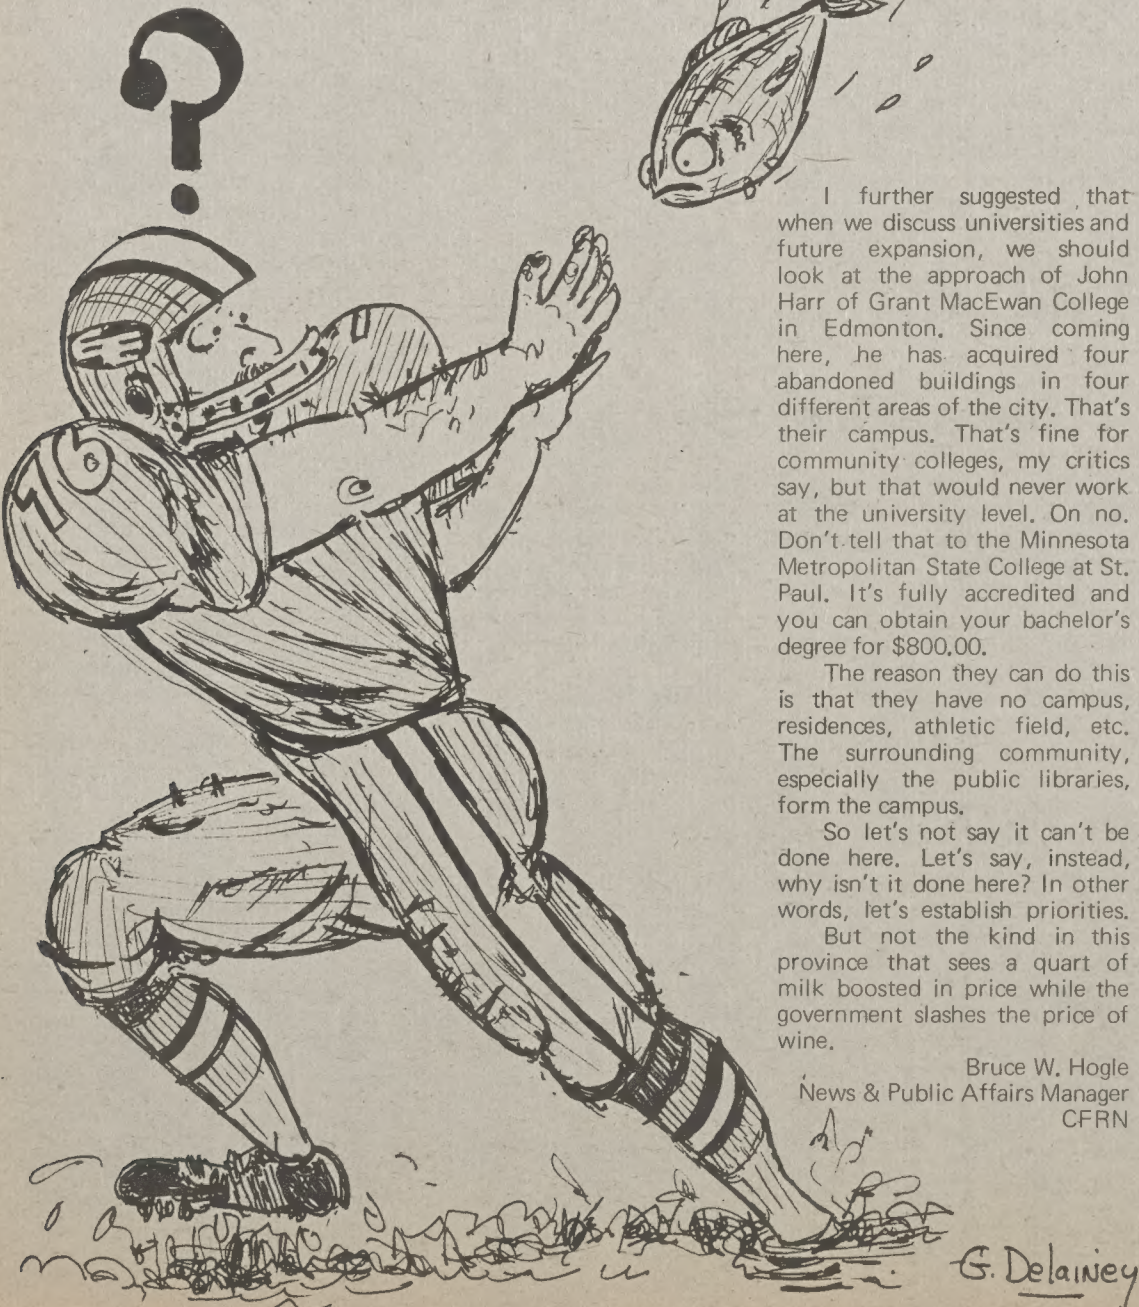 ?
76
I further suggested that
when we discuss universities and
future expansion, we should
look at the approach of John
Harr of Grant MacEwan College
in Edmonton. Since coming
here, he has acquired four
abandoned buildings in four
different areas of the city. That's
their campus. That's fine for
community colleges, my critics
say, but that would never work
at the university level. On no.
Don't tell that to the Minnesota
Metropolitan State College at St.
Paul. It's fully accredited and
you can obtain your bachelor's
degree for $800.00.
The reason they can do this
is that they have no campus,
residences, athletic field, etc.
The surrounding community,
especially the public libraries,
form the campus.
So let's not say it can't be
done here. Let's say, instead,
why isn't it done here? In other
words, let's establish priorities.
But not the kind in this
province that sees a quart of
milk boosted in price while the
government slashes the price of
wine.
Bruce W. Hogle
News & Public Affairs Manager
CFRN
G. Delainey